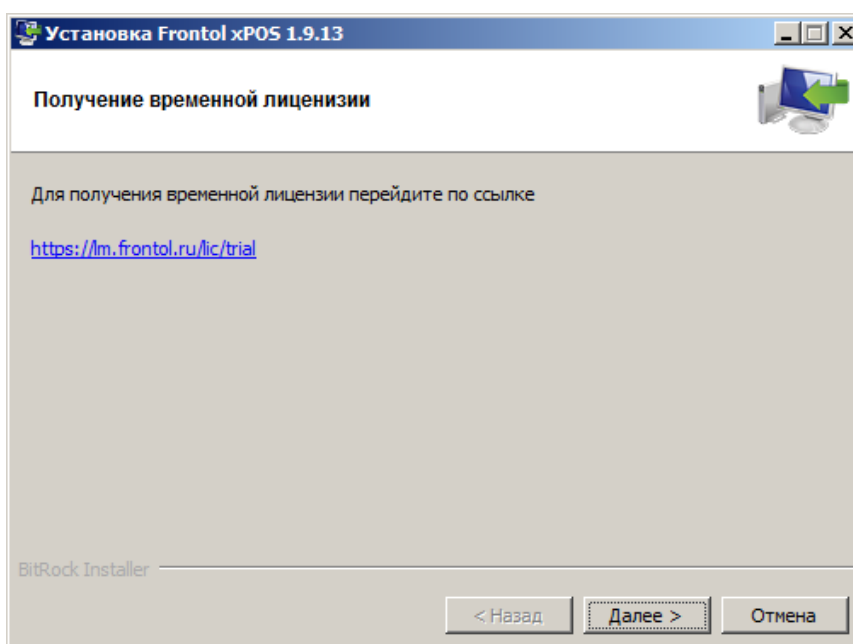 Установка Frontol xPOS 1.9.13
Получение временной лиценизии
Для получения временной лицензии перейдите по ссылке
https://lm.frontol.ru/lic/trial
BitRock Installer
< Назад
Далее >
Отмена